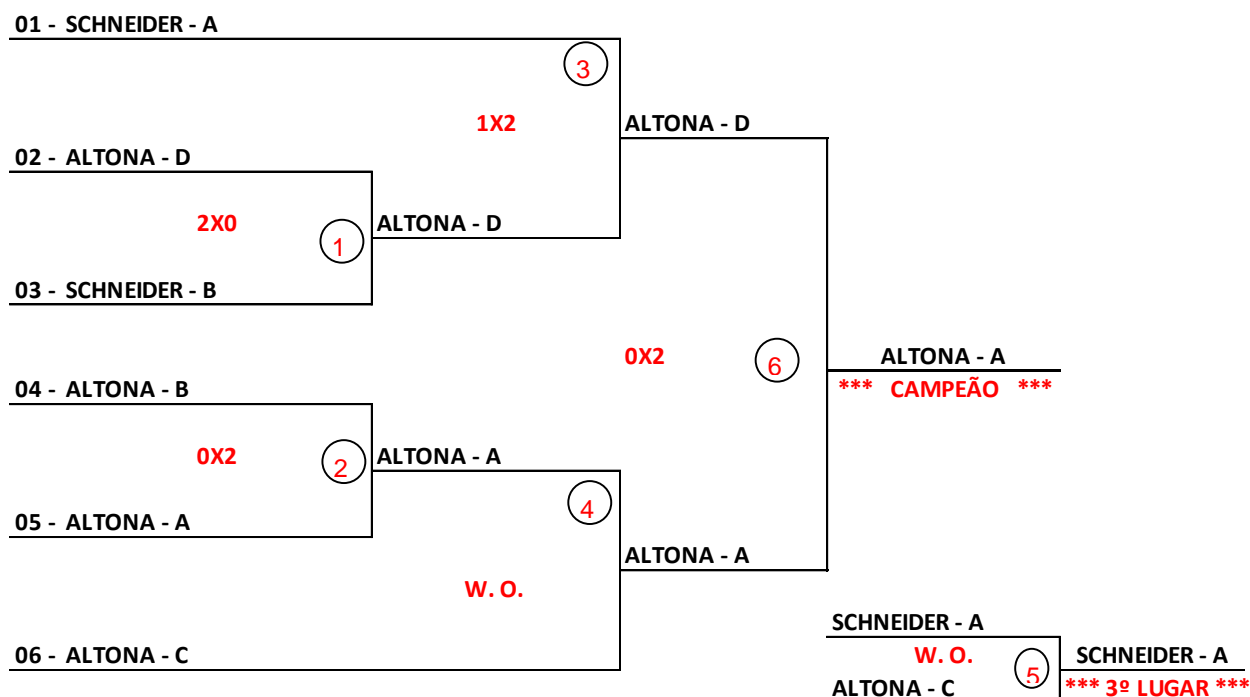 01 - SCHNEIDER - A
3
1X2
ALTONA - D
02 - ALTONA - D
2X0
1
ALTONA - D
03 - SCHNEIDER - B
0X2
6
ALTONA - A
*** CAMPEÃO ***
04 - ALTONA - B
0X2
2
ALTONA - A
4
05 - ALTONA - A
ALTONA - A
W. O.
06 - ALTONA - C
SCHNEIDER - A
W. O.
5
SCHNEIDER - A
*** 3º LUGAR ***
ALTONA - C